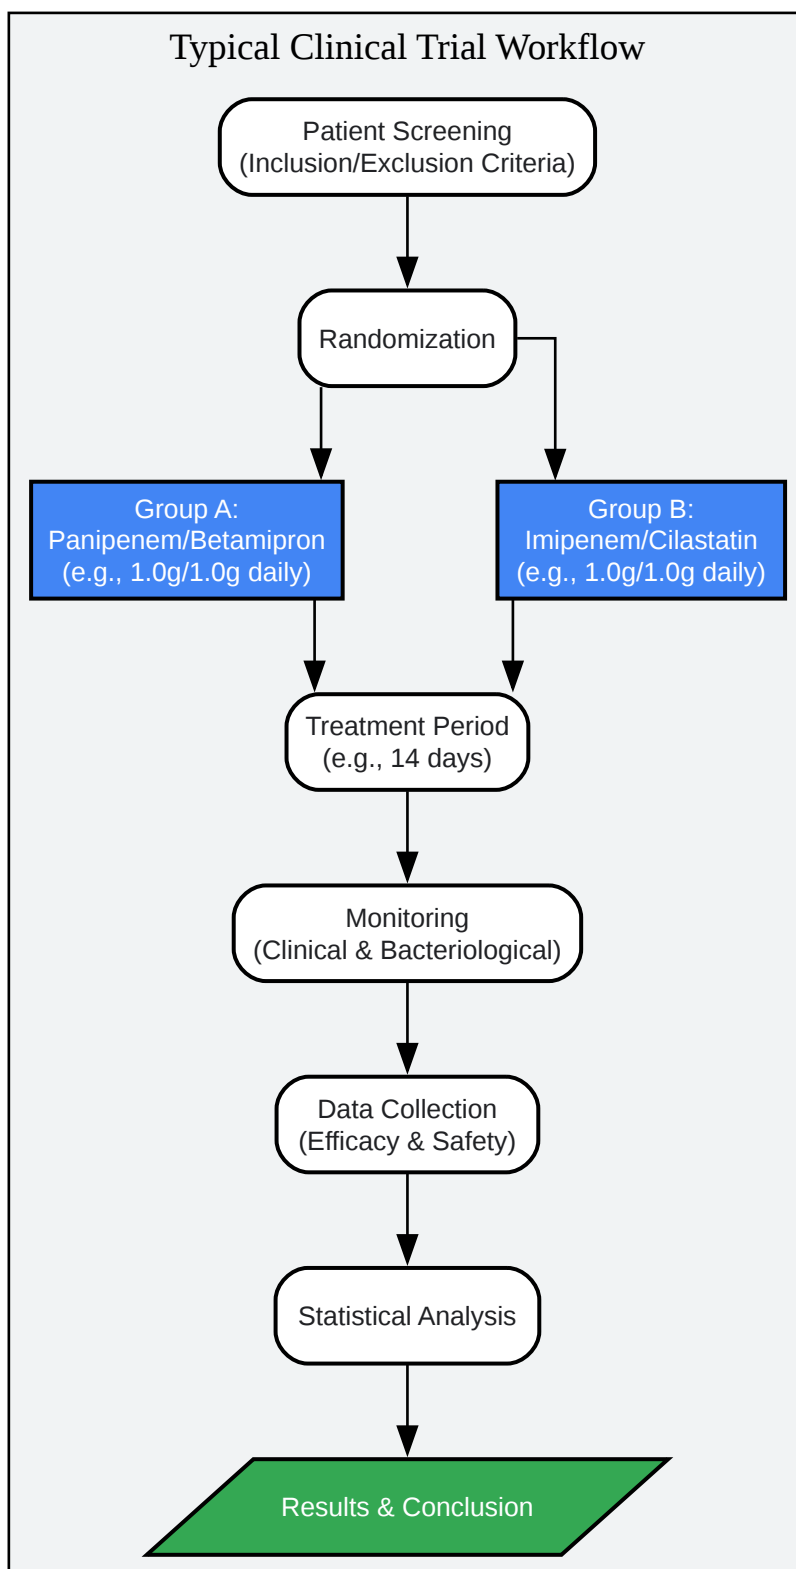 Typical Clinical Trial Workflow
Patient Screening
(Inclusion/Exclusion Criteria)
Randomization
Group A:
Panipenem/Betamipron
(e.g., 1.0g/1.0g daily)
Group B:
Imipenem/Cilastatin
(e.g., 1.0g/1.0g daily)
Treatment Period
(e.g., 14 days)
Monitoring
(Clinical & Bacteriological)
Data Collection
(Efficacy & Safety)
Statistical Analysis
Results & Conclusion